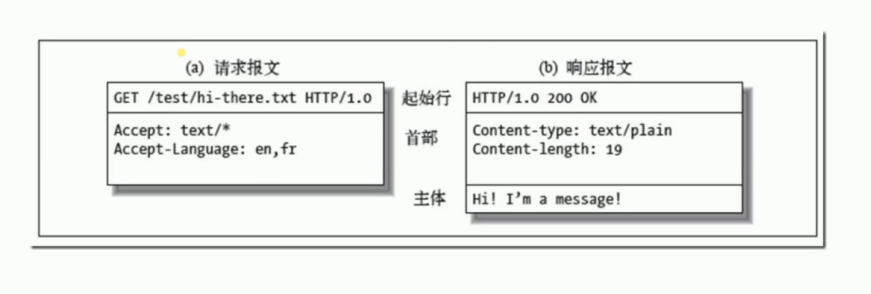 (a) 请求报文
GET /test/hi-there.txt HTTP/1.0
Accept: text/*
Accept-Language: en,fr
起始行
首部
主体
(b) 响应报文
HTTP/1.0 200 OK
Content-type: text/plain
Content-length: 19
Hi! I'm a message!